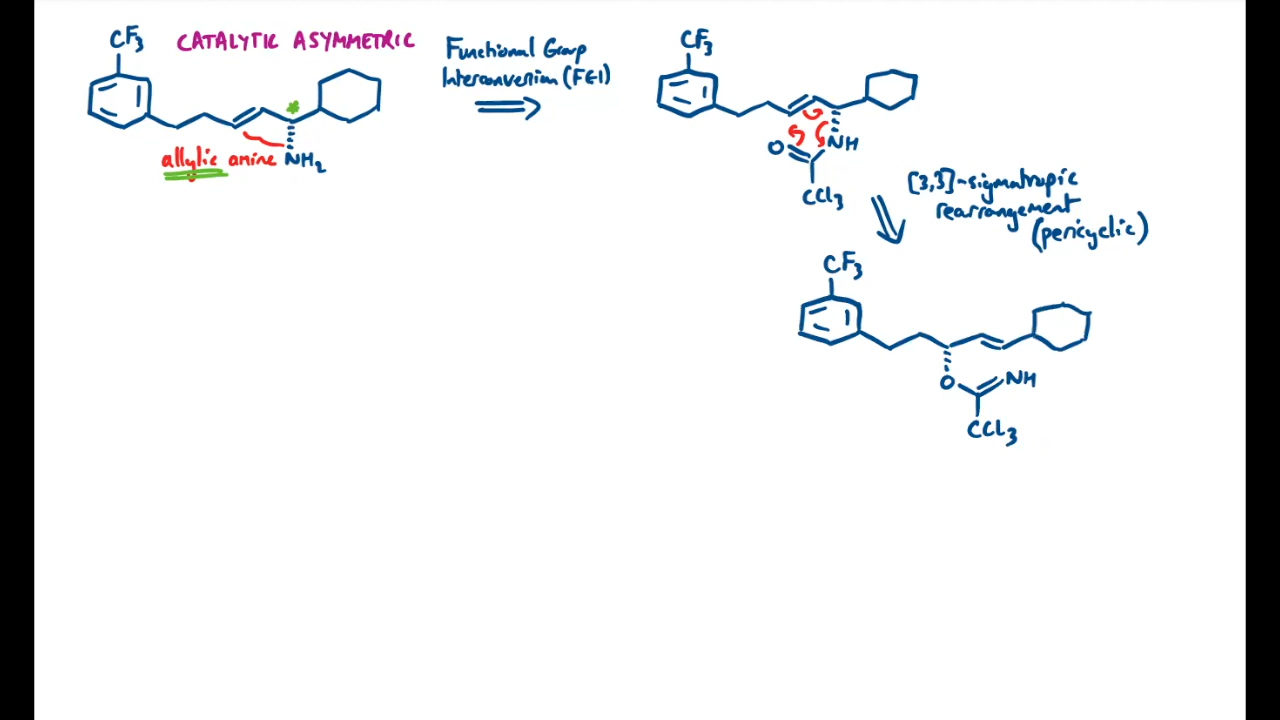 CF3
CATALYTIC ASYMMETRIC
*
allylic amine NH2
Functional Group
Interconversion (FGI)
CF3
NH
O
CCl3
[3,3]-sigmatropic
rearrangement
(pericyclic)
CF3
O
NH
CCl3